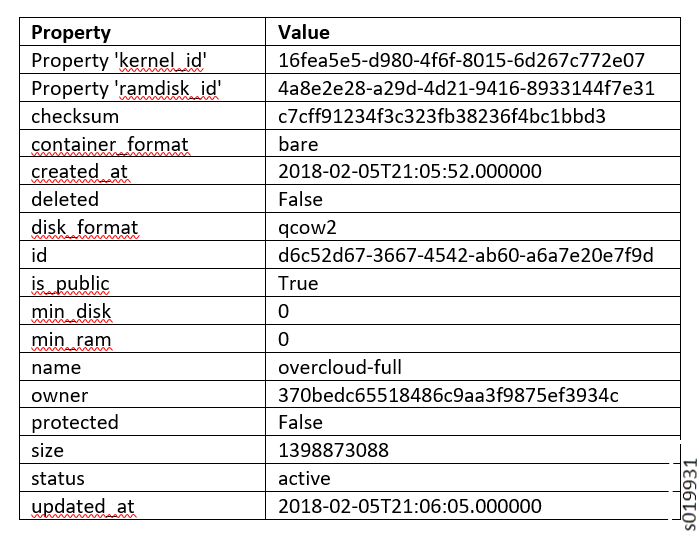 Property Value
Property 'kernel_id' 16fea5e5-d980-4f6f-8015-6d267c772e07
Property 'ramdisk_id' 4a8e2e28-a29d-4d21-9416-8933144f7e31
checksum c7cff91234f3c323fb38236f4bc1bbd3
container_format bare
created_at 2018-02-05T21:05:52.000000
deleted False
disk_format qcow2
id d6c52d67-3667-4542-ab60-a6a7e20e7f9d
is_public True
min_disk 0
min_ram 0
name overcloud-full
owner 370bedc65518486c9aa3f9875ef3934c
protected False
size 1398873088
status active
updated_at 2018-02-05T21:06:05.000000
s019931